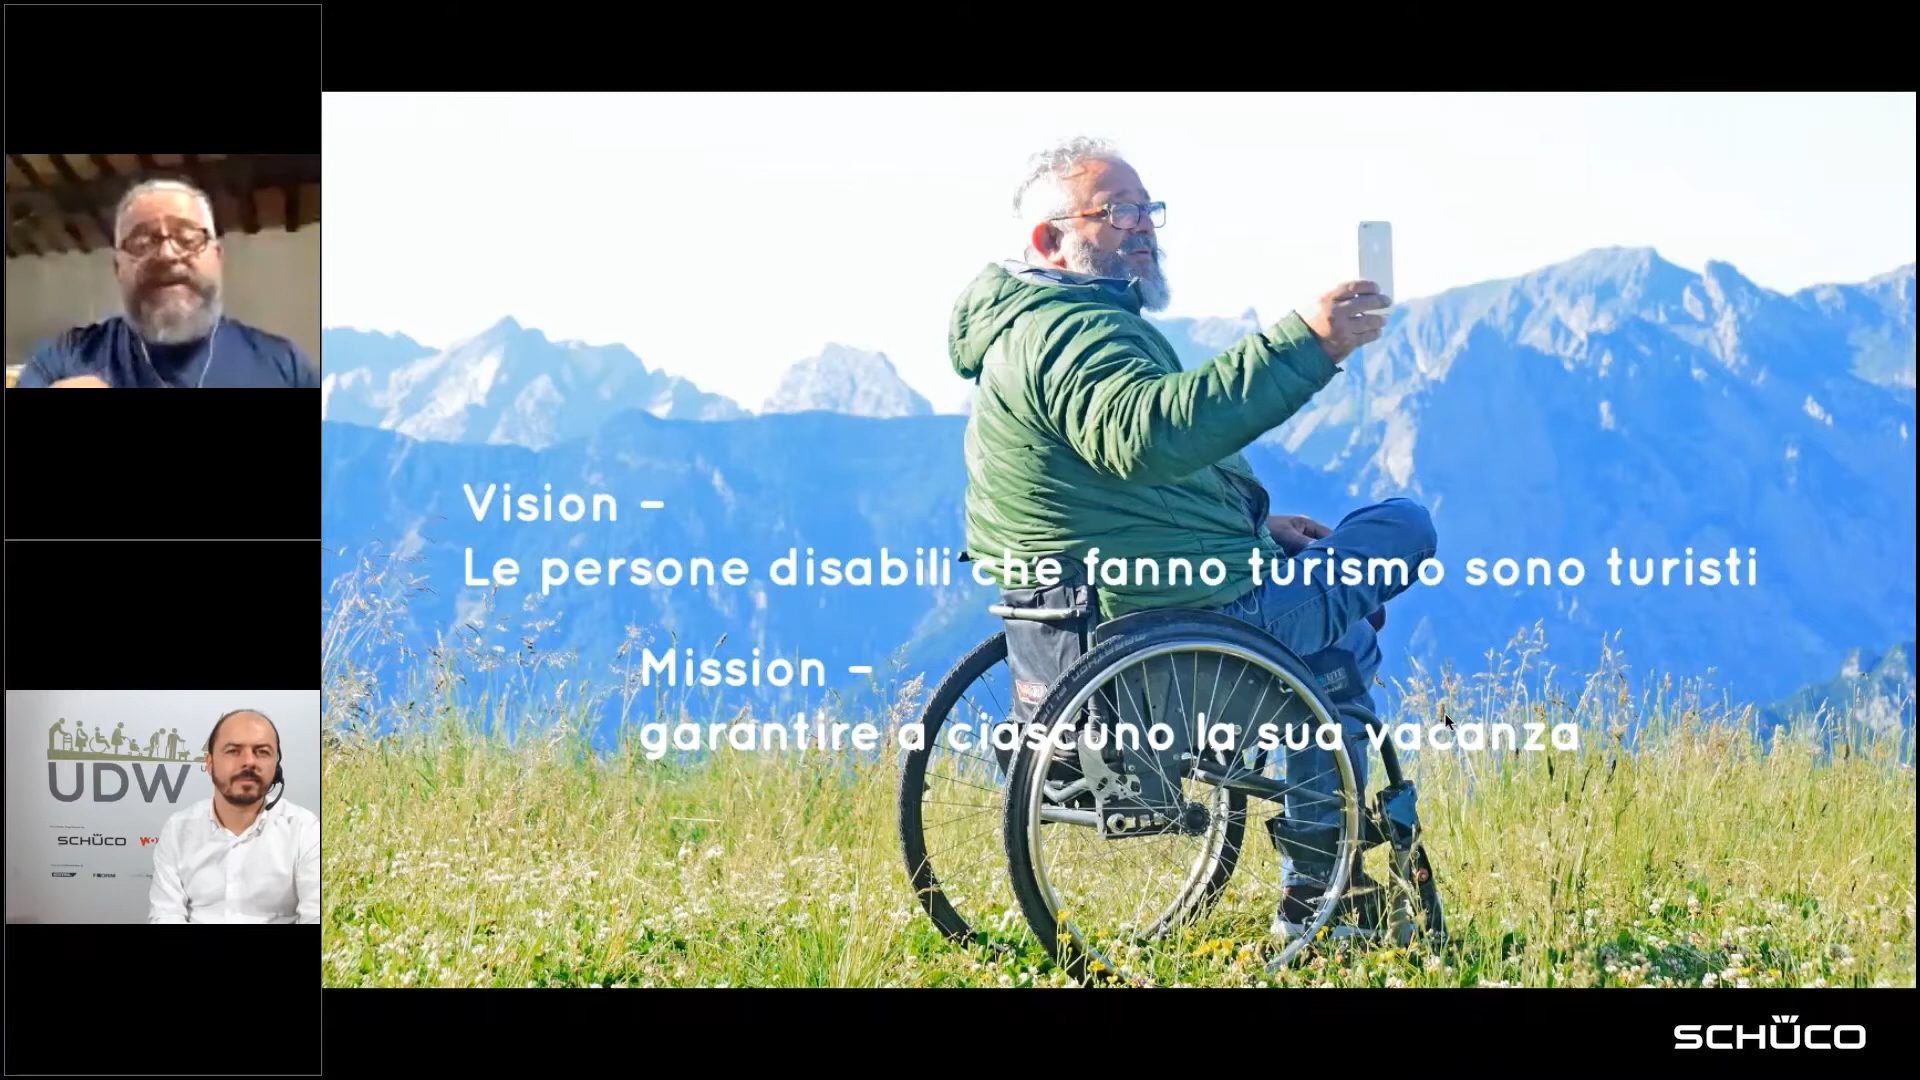 Vision –
Le persone disabili che fanno turismo sono turisti
Mission –
garantire a ciascuno la sua vacanza
UDW
SCHÜCO
SCHÜCO